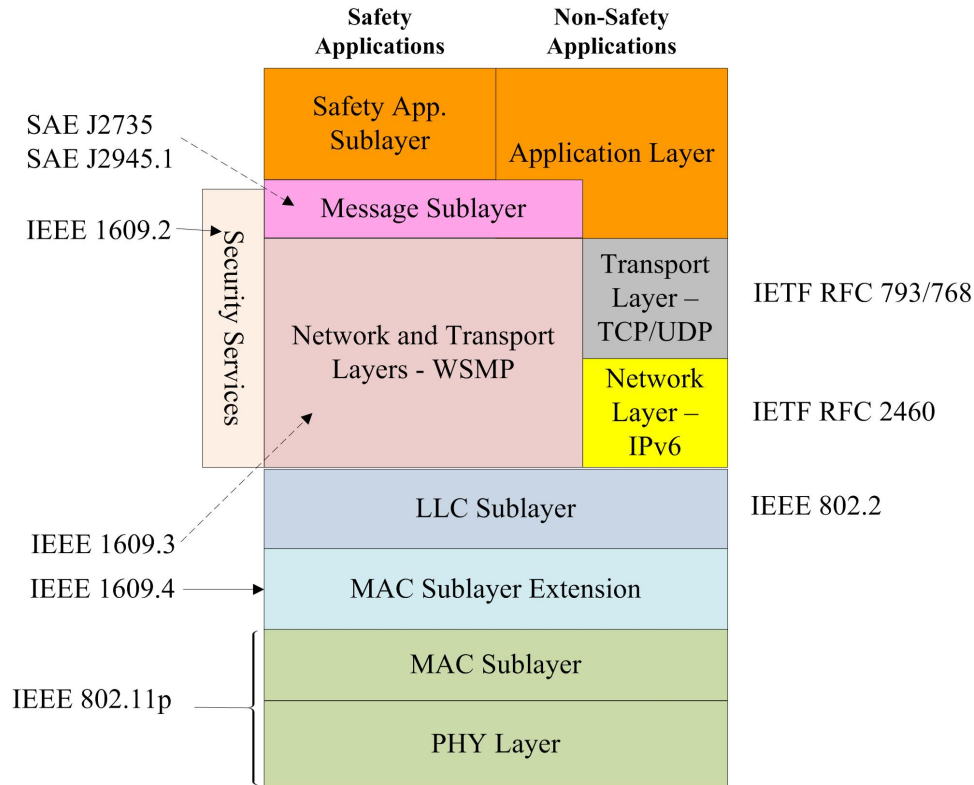 Safety
Applications
Non-Safety
Applications
SAE J2735
SAE J2945.1
Safety App.
Sublayer
Application Layer
Message Sublayer
IEEE 1609.2
Security Services
Network and Transport
Layers - WSMP
Transport
Layer –
TCP/UDP
IETF RFC 793/768
Network
Layer –
IPv6
IETF RFC 2460
LLC Sublayer
IEEE 802.2
IEEE 1609.3
IEEE 1609.4
MAC Sublayer Extension
MAC Sublayer
IEEE 802.11p
PHY Layer